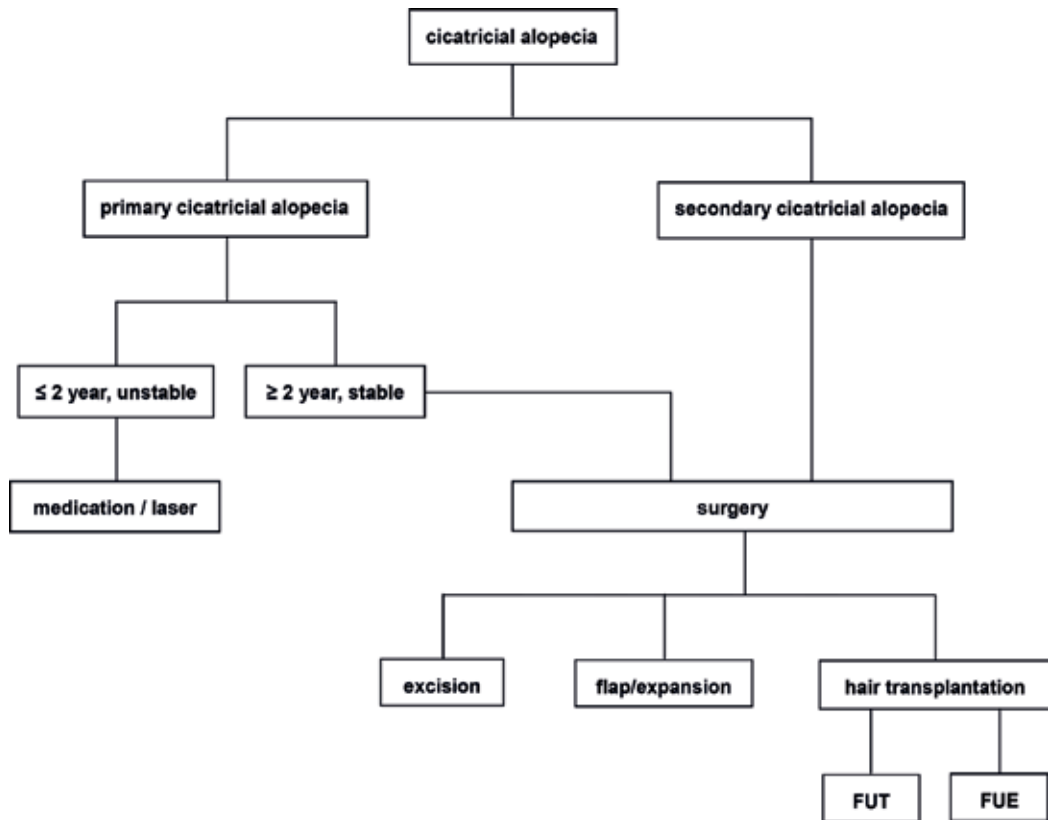 cicatricial alopecia
primary cicatricial alopecia
secondary cicatricial alopecia
≤ 2 year, unstable
≥ 2 year, stable
medication / laser
surgery
excision
flap/expansion
hair transplantation
FUT
FUE